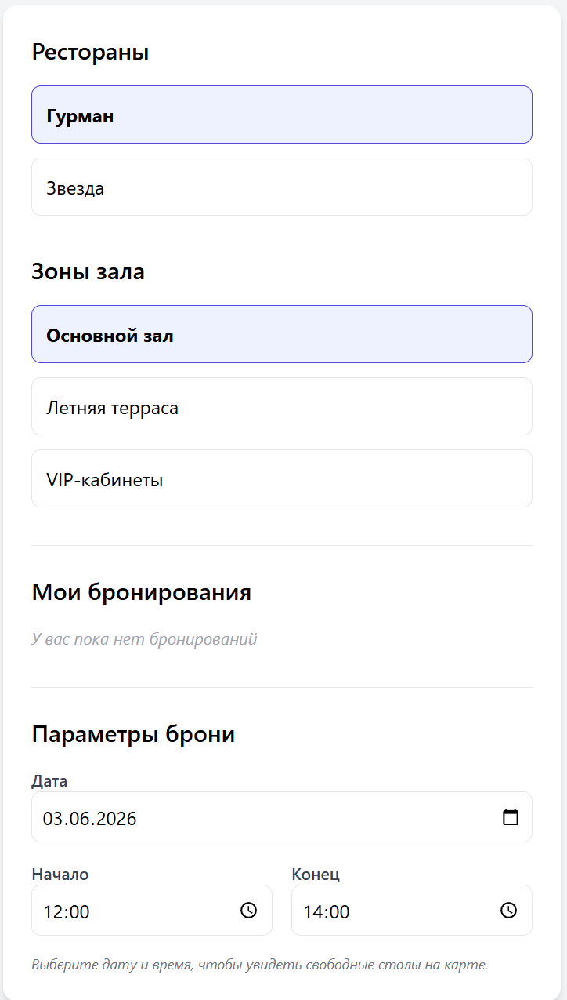 Рестораны
Гурман
Звезда
Зоны зала
Основной зал
Летняя терраса
VIP-кабинеты
Мои бронирования
У вас пока нет бронирований
Параметры брони
Дата
03.06.2026
Начало Конец
12:00 14:00
Выберите дату и время, чтобы увидеть свободные столы на карте.